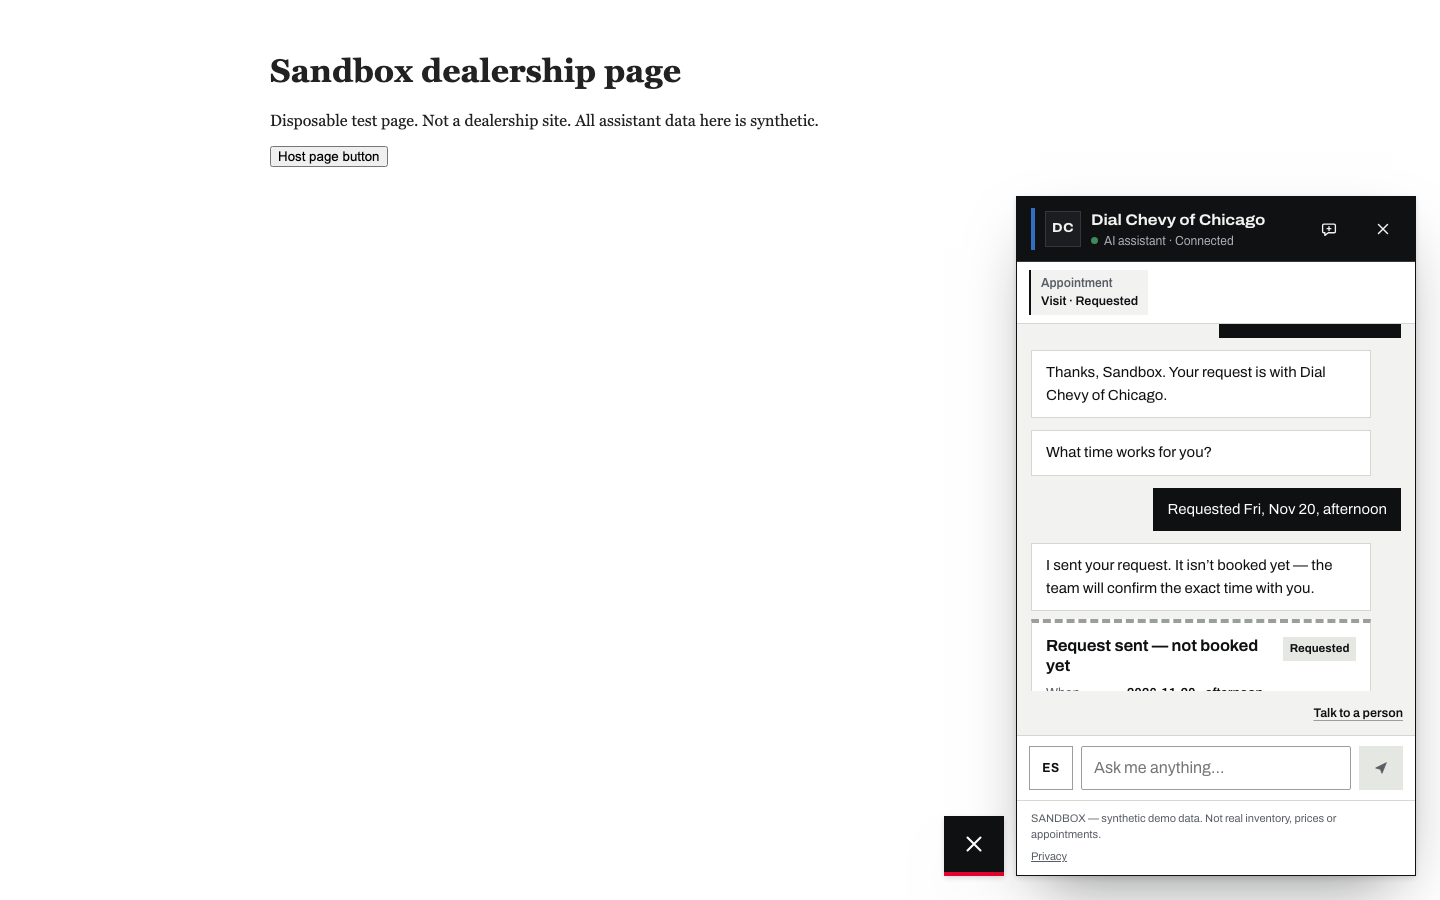 Sandbox dealership page
Disposable test page. Not a dealership site. All assistant data here is synthetic.
Host page button
DC
Dial Chevy of Chicago
AI assistant · Connected
Appointment
Visit · Requested
Thanks, Sandbox. Your request is with Dial
Chevy of Chicago.
What time works for you?
Requested Fri, Nov 20, afternoon
I sent your request. It isn’t booked yet — the
team will confirm the exact time with you.
Request sent — not booked
yet
Requested
Talk to a person
ES
Ask me anything...
SANDBOX — synthetic demo data. Not real inventory, prices or
appointments.
Privacy